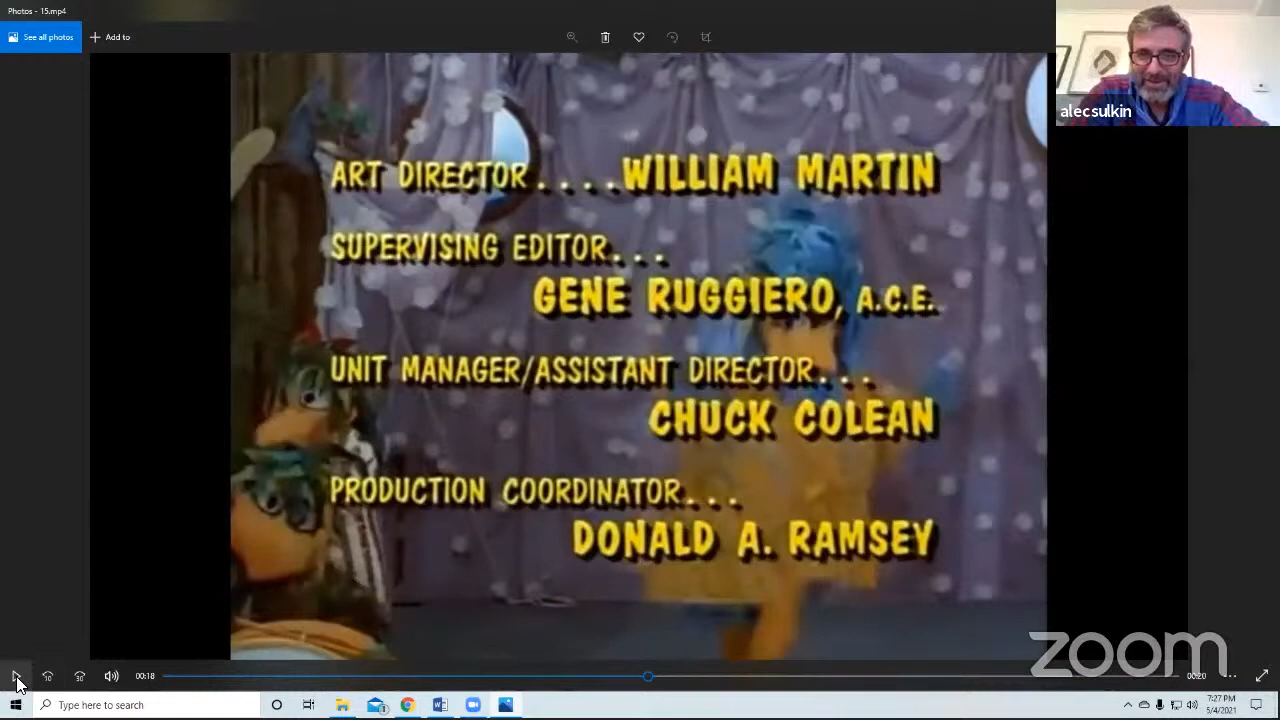 Photos - 15.mp4
See all photos
Add to
alecsulkin
ART DIRECTOR....WILLIAM MARTIN
SUPERVISING EDITOR...
GENE RUGGIERO, A.C.E.
UNIT MANAGER/ASSISTANT DIRECTOR...
CHUCK COLEAN
PRODUCTION COORDINATOR...
DONALD A. RAMSEY
zoom
00:18
00:20
Type here to search
7:27 PM
5/4/2021